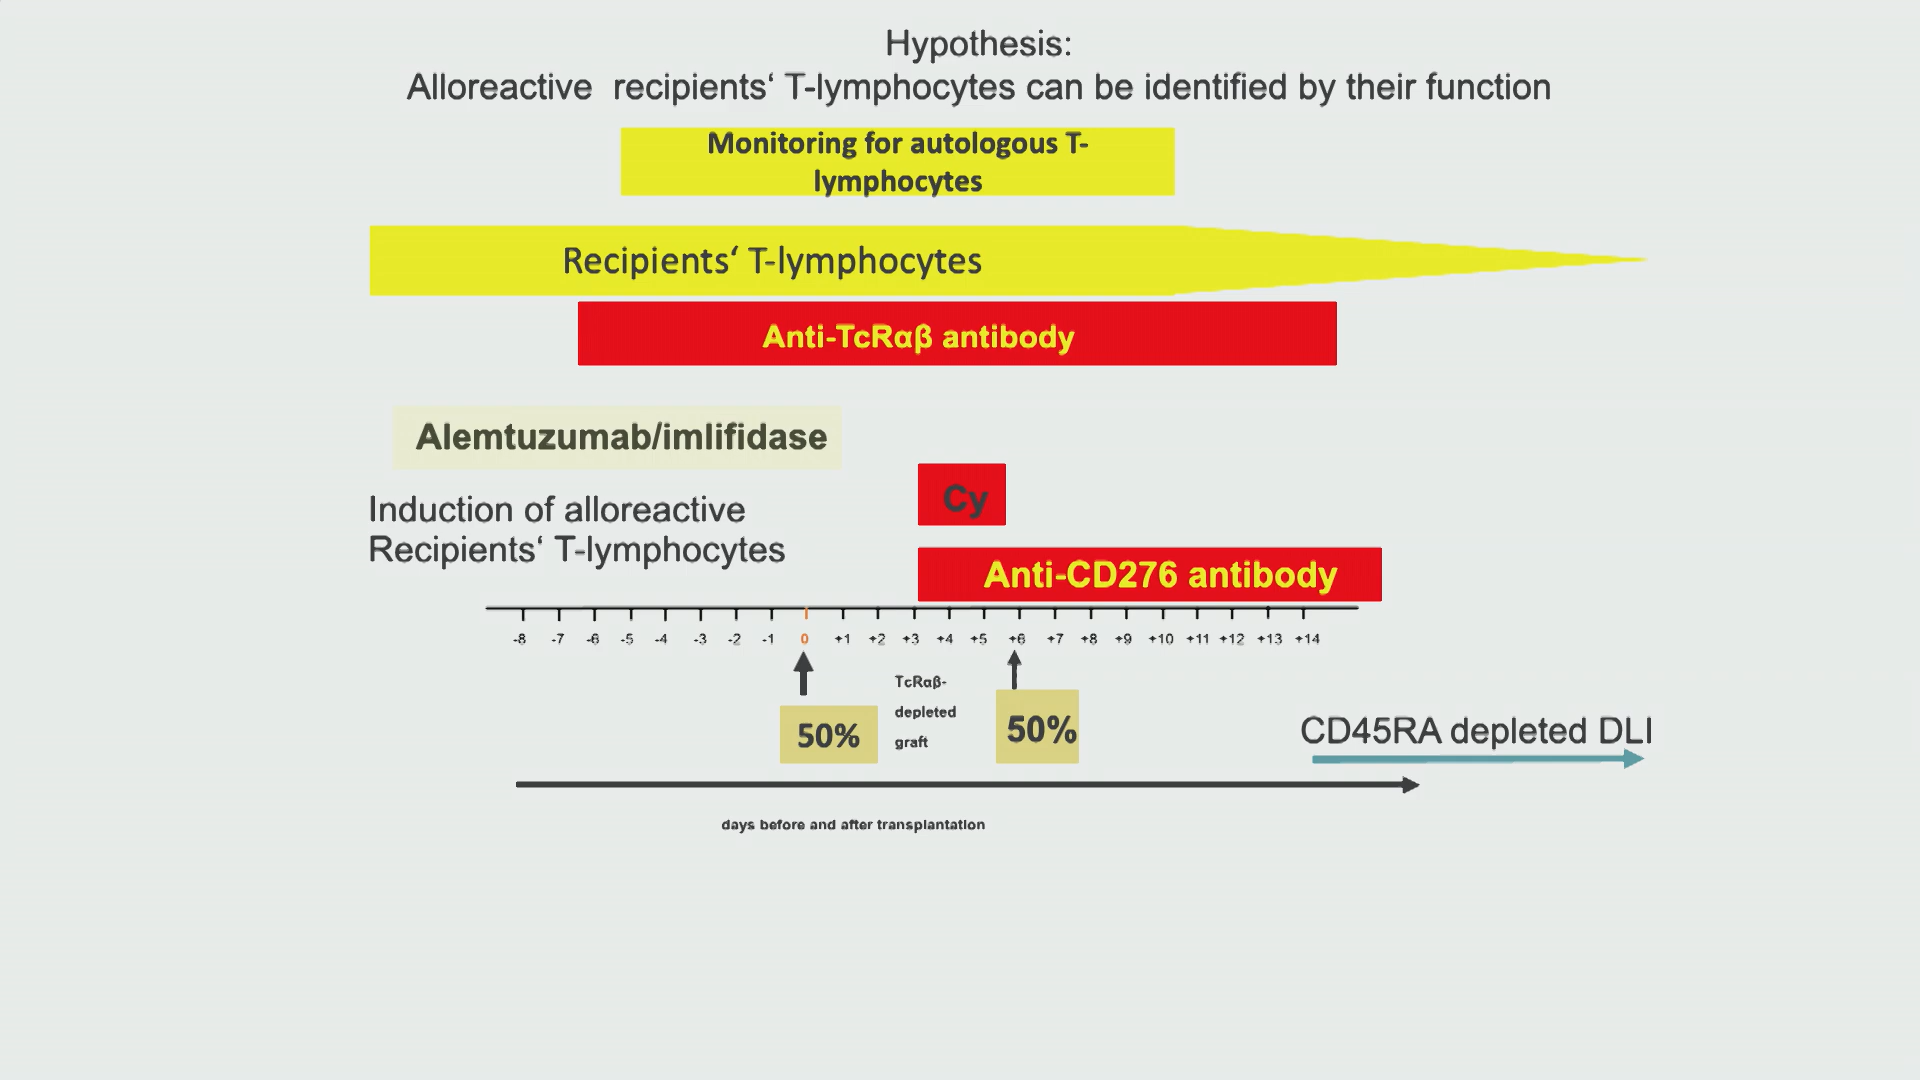 Hypothesis:
Alloreactive  recipients‘ T-lymphocytes can be identified by their function
Monitoring for autologous T-
lymphocytes
Recipients‘ T-lymphocytes
Anti-TcRαβ antibody
Alemtuzumab/imlifidase
Cy
Induction of alloreactive
Recipients‘ T-lymphocytes
Anti-CD276 antibody
-8 -7 -6 -5 -4 -3 -2 -1 0 +1 +2 +3 +4 +5 +6 +7 +8 +9 +10 +11 +12 +13 +14
TcRαβ-
depleted
graft
50%
50%
CD45RA depleted DLI
days before and after transplantation